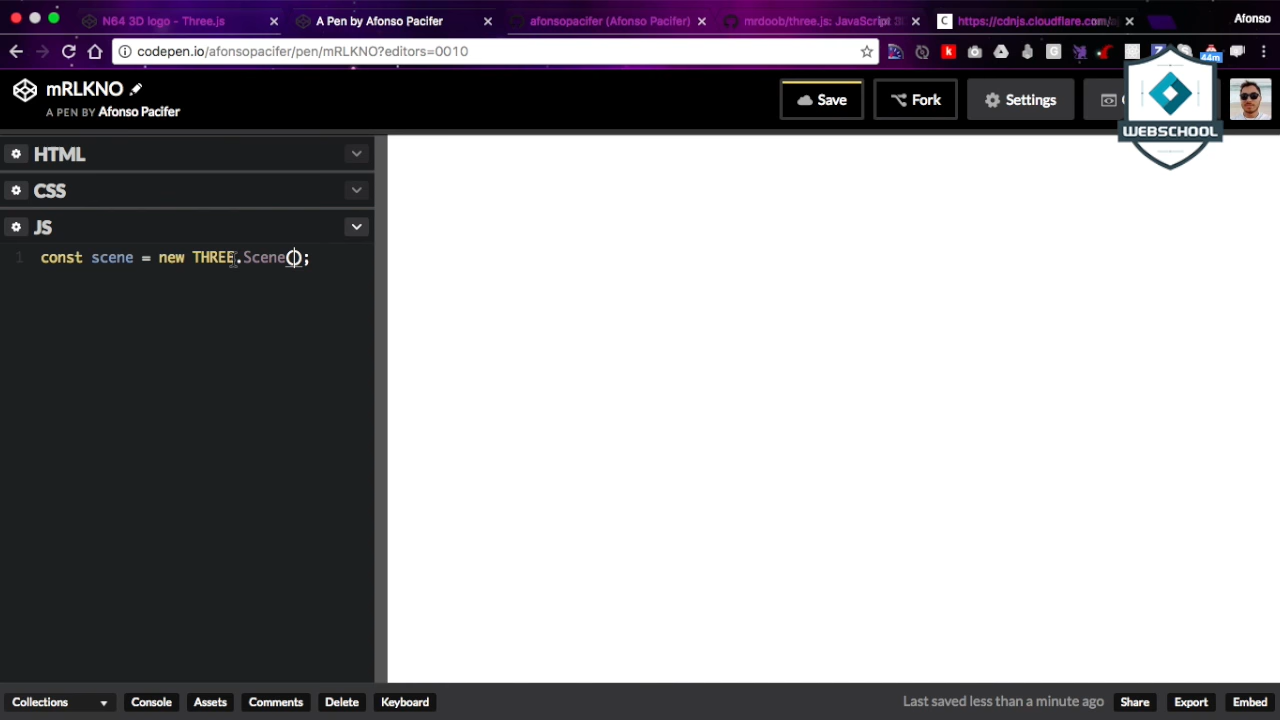 N64 3D logo - Three.js
A Pen by Afonso Pacifer
afonsopacifer (Afonso Pacifer)
mrdoob/three.js: JavaScript
https://cdnjs.cloudflare.com/
Afonso
codepen.io/afonsopacifer/pen/mRLKNO?editors=0010
44m
mRLKNO
A PEN BY Afonso Pacifer
Save
Fork
Settings
WEBSCHOOL
HTML
CSS
JS
1 const scene = new THREE.Scene();
Collections
Console
Assets
Comments
Delete
Keyboard
Last saved less than a minute ago
Share
Export
Embed